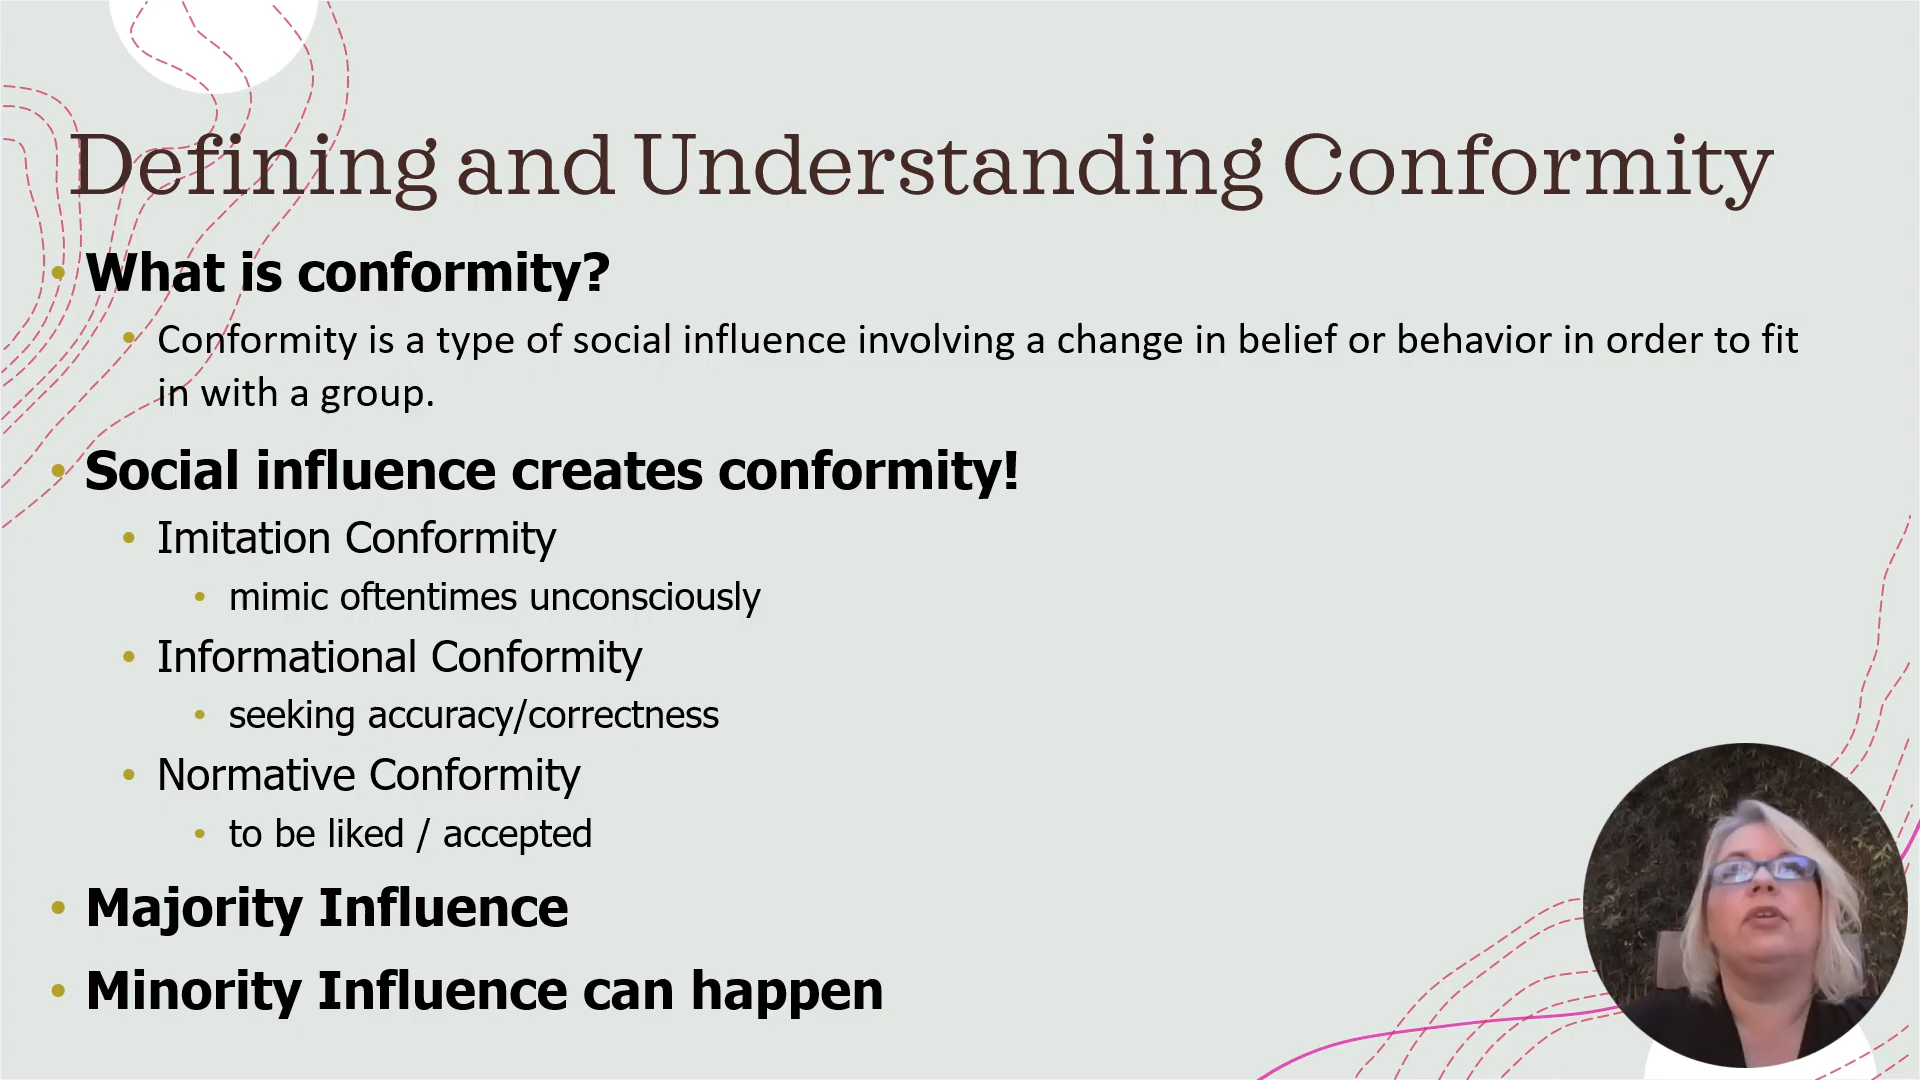 Defining and Understanding Conformity
• What is conformity?
• Conformity is a type of social influence involving a change in belief or behavior in order to fit
in with a group.
• Social influence creates conformity!
• Imitation Conformity
• mimic oftentimes unconsciously
• Informational Conformity
• seeking accuracy/correctness
• Normative Conformity
• to be liked / accepted
• Majority Influence
• Minority Influence can happen